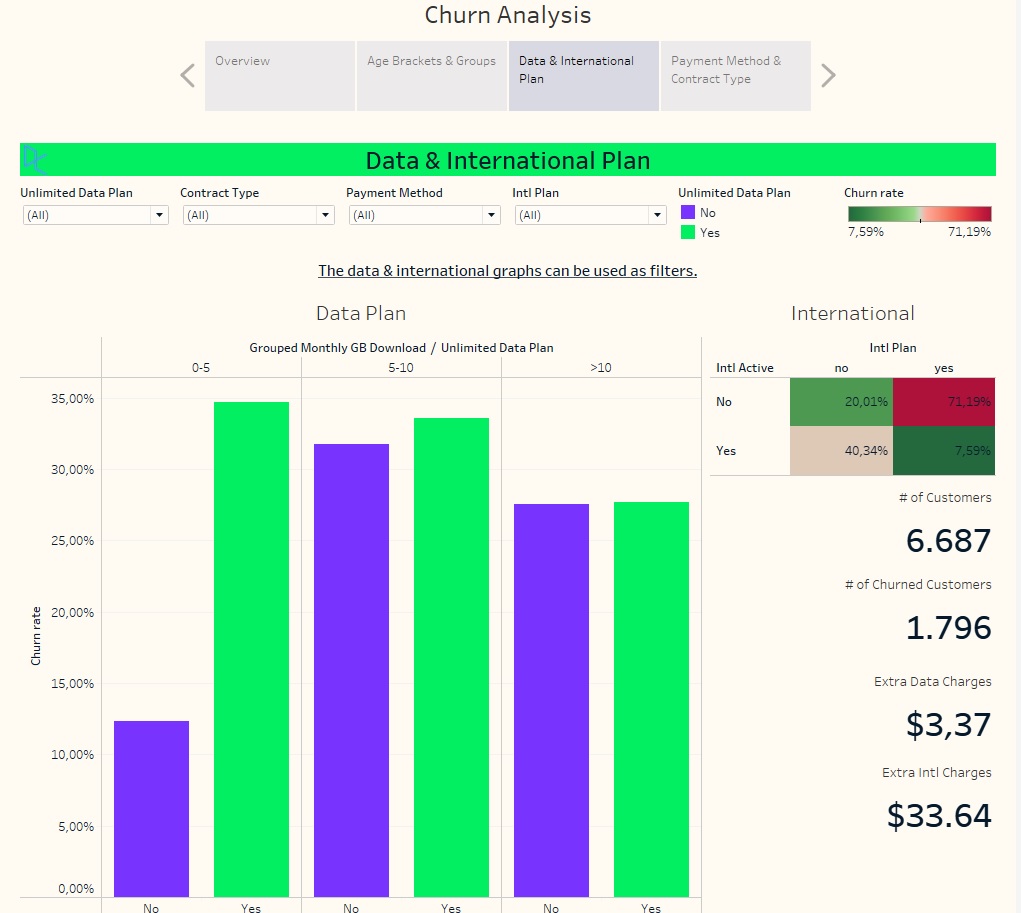 Churn Analysis
Overview
Age Brackets & Groups
Data & International
Plan
Payment Method &
Contract Type
Data & International Plan
Unlimited Data Plan
(All)
Contract Type
(All)
Payment Method
(All)
Intl Plan
(All)
Unlimited Data Plan
No
Yes
Churn rate
7,59% 71,19%
The data & international graphs can be used as filters.
Data Plan
Grouped Monthly GB Download / Unlimited Data Plan
0-5 5-10 >10
Churn rate
35,00%
30,00%
25,00%
20,00%
15,00%
10,00%
5,00%
0,00%
No Yes No Yes No Yes
International
Intl Plan
Intl Active no yes
No 20,01% 71,19%
Yes 40,34% 7,59%
# of Customers
6.687
# of Churned Customers
1.796
Extra Data Charges
$3,37
Extra Intl Charges
$33.64